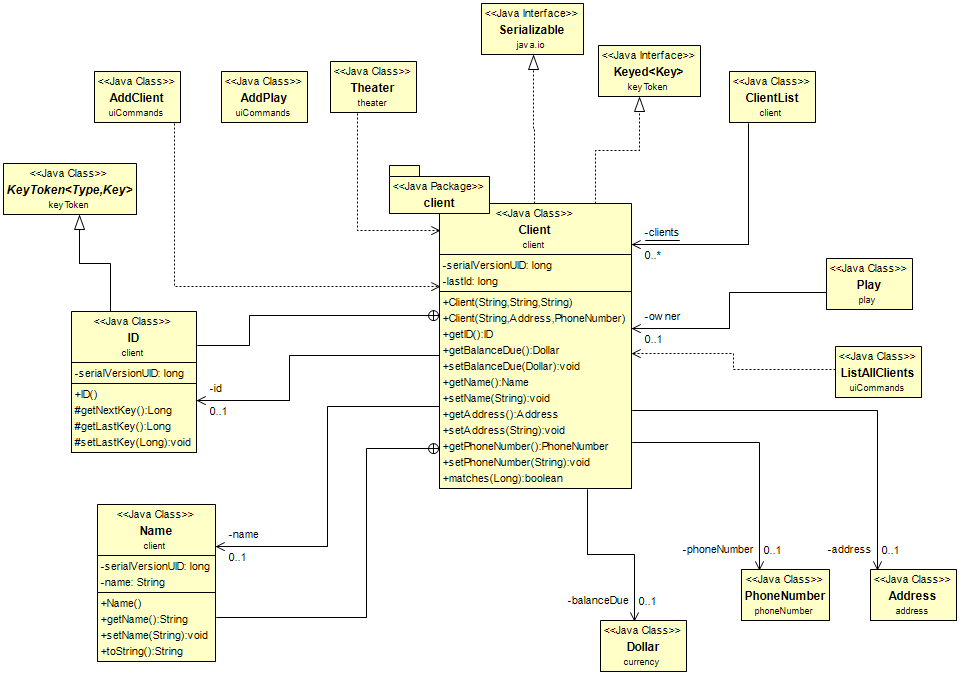 <<Java Interface>>
Serializable
java.io
<<Java Interface>>
Keyed<Key>
keyToken
<<Java Class>>
AddClient
uiCommands
<<Java Class>>
AddPlay
uiCommands
<<Java Class>>
Theater
theater
<<Java Class>>
ClientList
client
<<Java Class>>
KeyToken<Type,Key>
keyToken
<<Java Package>>
client
<<Java Class>>
Client
client
-serialVersionUID: long
-lastId: long
+Client(String,String,String)
+Client(String,Address,PhoneNumber)
+getID():ID
+getBalanceDue():Dollar
+setBalanceDue(Dollar):void
+getName():Name
+setName(String):void
+getAddress():Address
+setAddress(String):void
+getPhoneNumber():PhoneNumber
+setPhoneNumber(String):void
+matches(Long):boolean
-clients
0..*
<<Java Class>>
Play
play
-owner
0..1
<<Java Class>>
ListAllClients
uiCommands
<<Java Class>>
ID
client
-serialVersionUID: long
+ID()
#getNextKey():Long
#getLastKey():Long
#setLastKey(Long):void
-id
0..1
<<Java Class>>
Name
client
-serialVersionUID: long
-name: String
+Name()
+getName():String
+setName(String):void
+toString():String
-name
0..1
-phoneNumber
0..1
-address
0..1
<<Java Class>>
PhoneNumber
phoneNumber
<<Java Class>>
Address
address
-balanceDue
0..1
<<Java Class>>
Dollar
currency